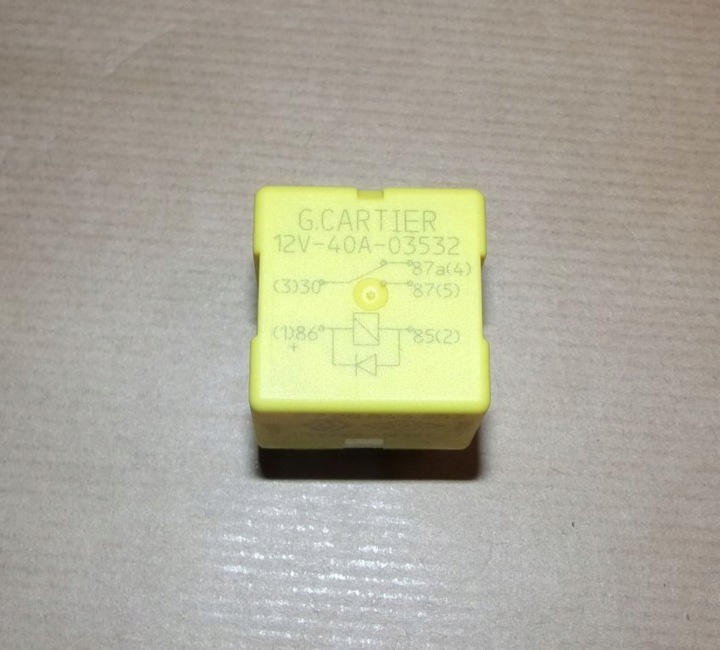 G.CARTIER
12V-40A-03532
87a(4)
(3)30 87(5)
(1)86 85(2)
+